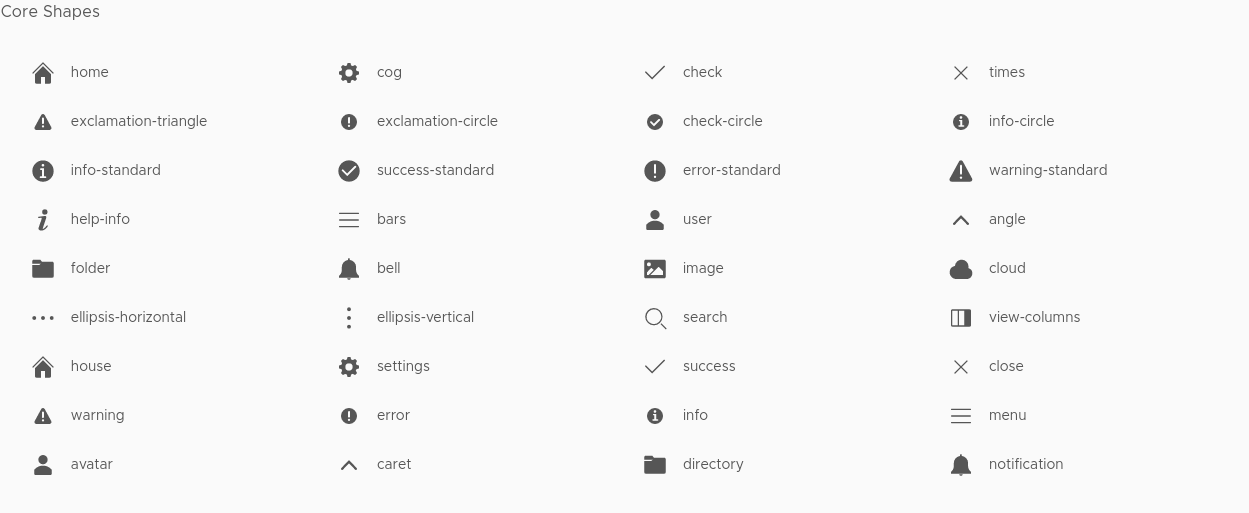 Core Shapes
home cog check times
exclamation-triangle exclamation-circle check-circle info-circle
info-standard success-standard error-standard warning-standard
help-info bars user angle
folder bell image cloud
ellipsis-horizontal ellipsis-vertical search view-columns
house settings success close
warning error info menu
avatar caret directory notification